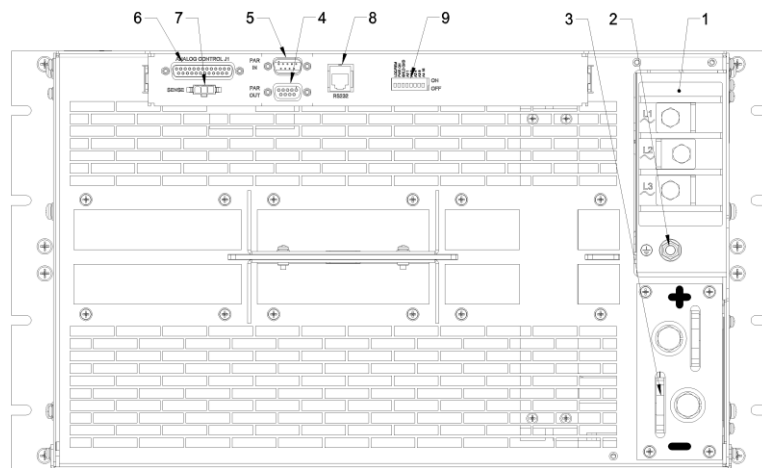 6 7 5 4 8 9 3 2 1
ANALOG CONTROL J1
PAR
IN
SENSE
PAR
OUT
RS232
ON
OFF
L1
L2
L3
+
-